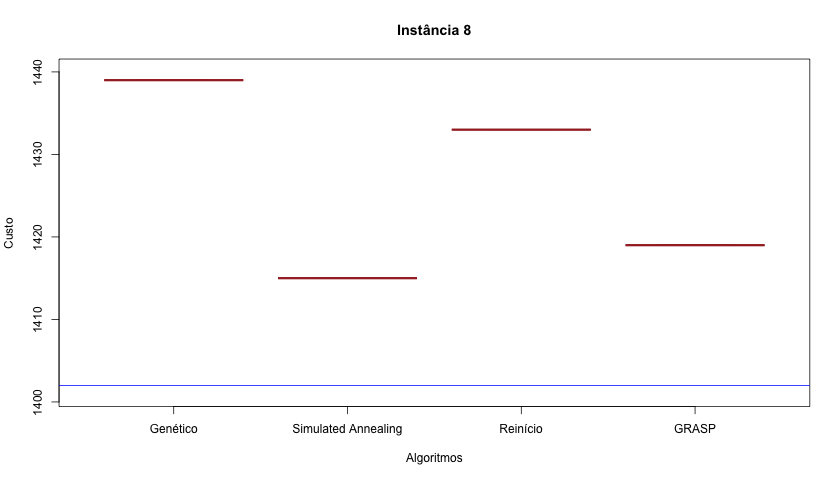 Instância 8
Custo
1440
1430
1420
1410
1400
Genético
Simulated Annealing
Reinício
GRASP
Algoritmos